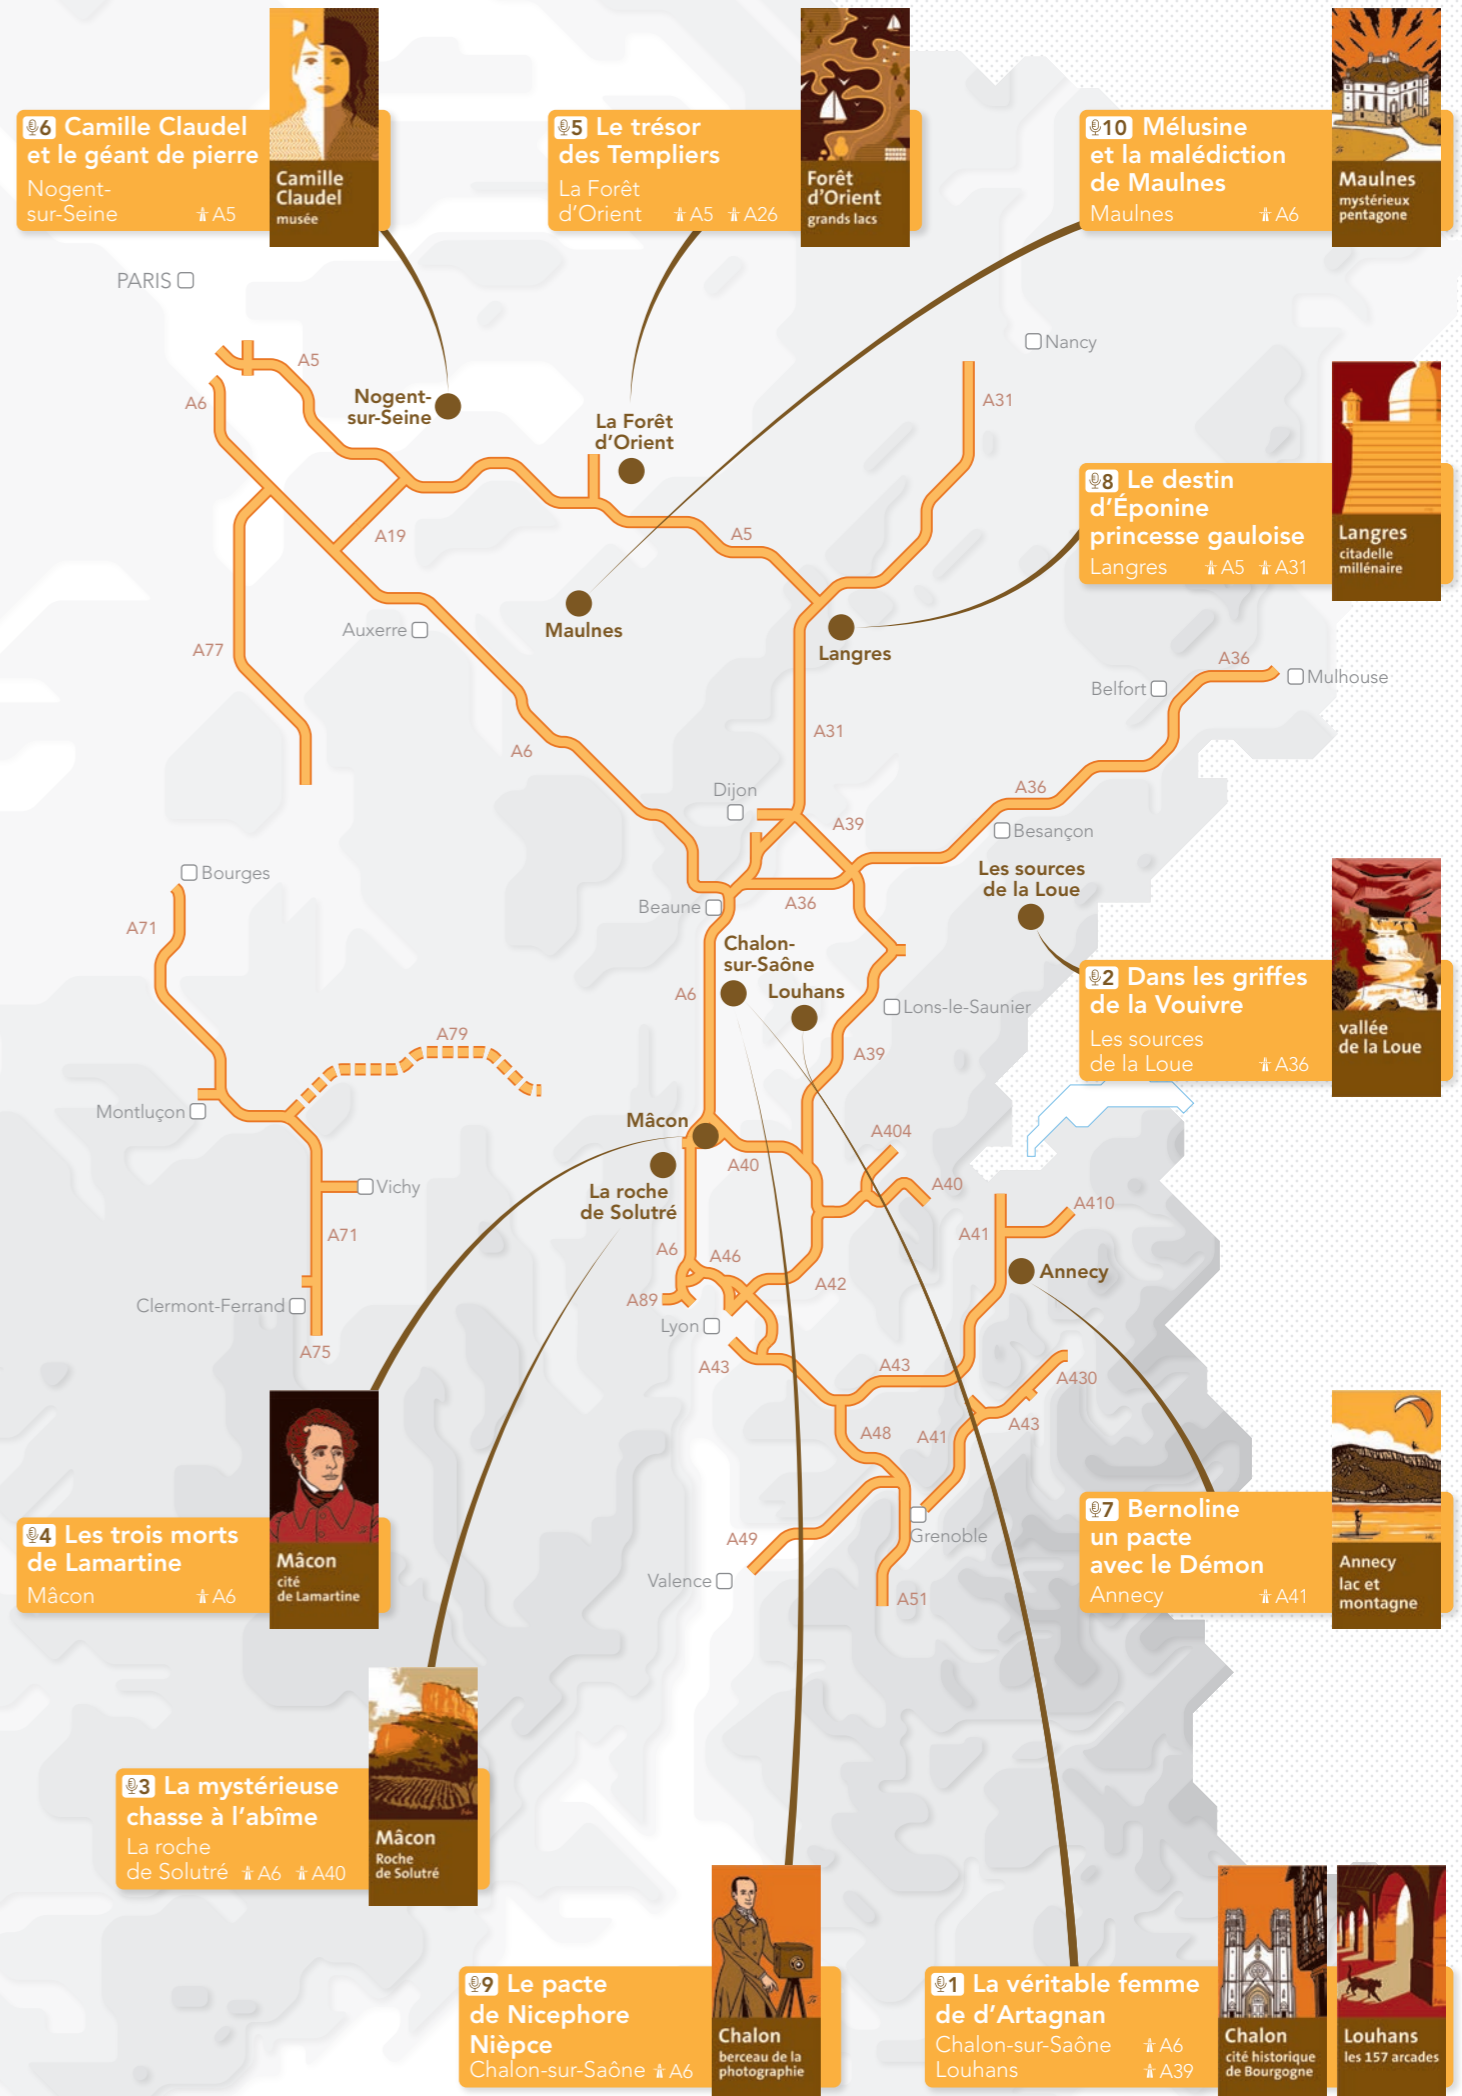 6 Camille Claudel
et le géant de pierre
Nogent-
sur-Seine A5
Camille
Claudel
musée
5 Le trésor
des Templiers
La Forêt
d'Orient A5 A26
Forêt
d'Orient
grands lacs
10 Mélusine
et la malédiction
de Maulnes
Maulnes A6
Maulnes
mystérieux
pentagone
PARIS
Nancy
A5
A6
Nogent-
sur-Seine
La Forêt
d'Orient
A31
A19
A5
8 Le destin
d'Éponine
princesse gauloise
Langres A5 A31
Langres
citadelle
millénaire
Auxerre
Maulnes
Langres
A77
A36
Belfort
Mulhouse
A6
A31
Dijon
A39
A36
Besançon
Bourges
Les sources
de la Loue
Beaune
A36
A71
Chalon-
sur-Saône
A6
Louhans
Lons-le-Saunier
2 Dans les griffes
de la Vouivre
Les sources
de la Loue A36
vallée
de la Loue
A79
A39
Montluçon
Mâcon
A404
A40
A40
Vichy
La roche
de Solutré
A410
A71
A6
A46
A41
Annecy
A42
A89
Clermont-Ferrand
Lyon
A75
A43
A43
A430
A48
A41
A43
4 Les trois morts
de Lamartine
Mâcon A6
Mâcon
cité
de Lamartine
A49
Grenoble
Valence
A51
7 Bernoline
un pacte
avec le Démon
Annecy A41
Annecy
lac et
montagne
3 La mystérieuse
chasse à l'abîme
La roche
de Solutré A6 A40
Mâcon
Roche
de Solutré
9 Le pacte
de Nicephore
Nièpce
Chalon-sur-Saône A6
Chalon
berceau de la
photographie
1 La véritable femme
de d'Artagnan
Chalon-sur-Saône A6
Louhans A39
Chalon
cité historique
de Bourgogne
Louhans
les 157 arcades